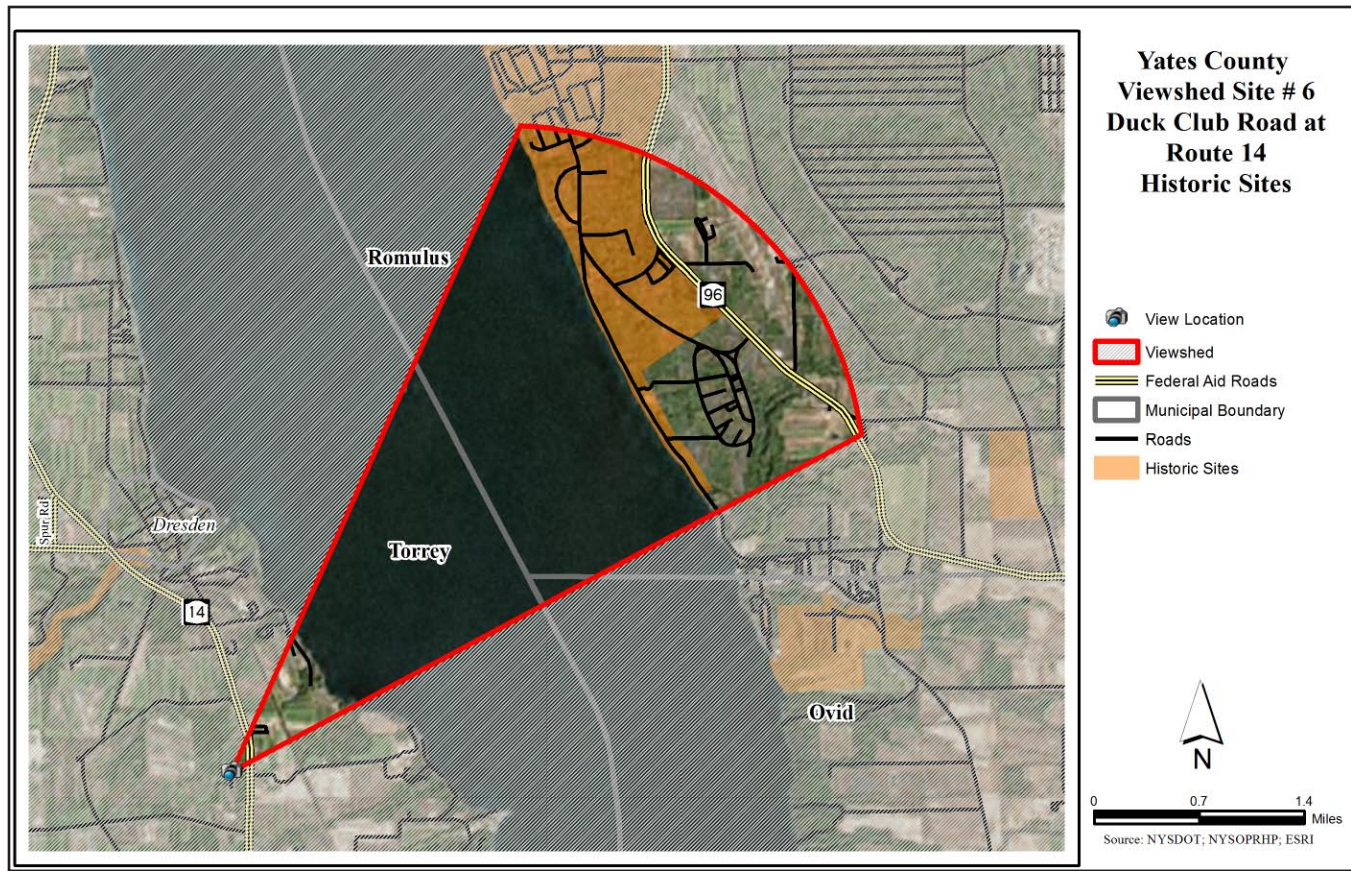 Yates County
Viewshed Site # 6
Duck Club Road at
Route 14
Historic Sites
Romulus
96
Spur Rd
Dresden
Torrey
14
Ovid
View Location
Viewshed
Federal Aid Roads
Municipal Boundary
Roads
Historic Sites
N
0 0.7 1.4
Miles
Source: NYSDOT; NYSOPRHP; ESRI